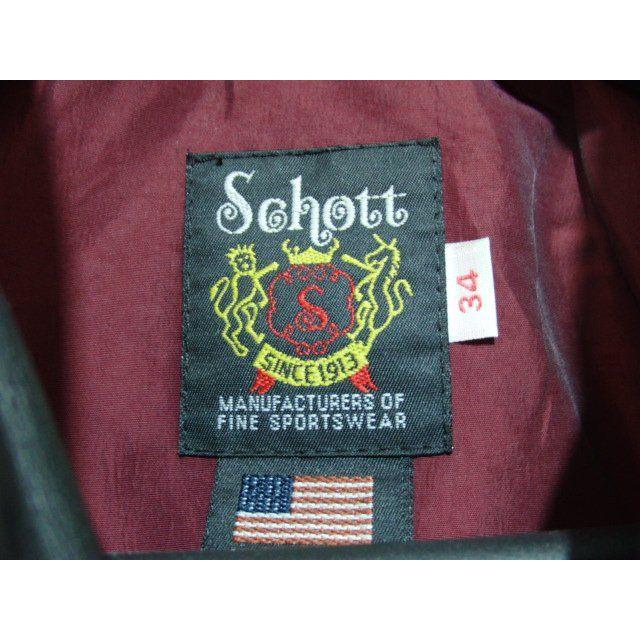 Schott
S
SINCE 1913
MANUFACTURERS OF
FINE SPORTSWEAR
34